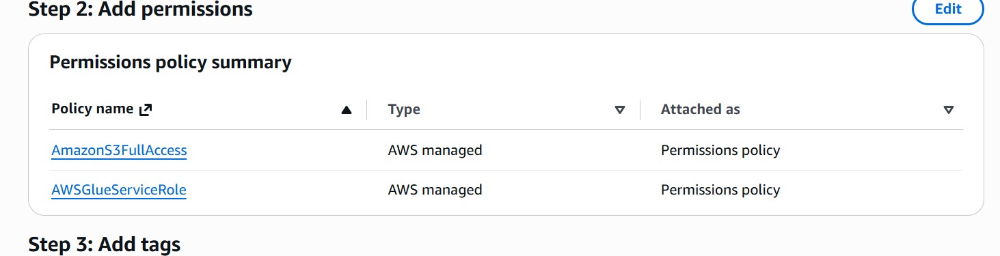 Step 2: Add permissions
Edit
Permissions policy summary
Policy name Type Attached as
AmazonS3FullAccess AWS managed Permissions policy
AWSGlueServiceRole AWS managed Permissions policy
Step 3: Add tags